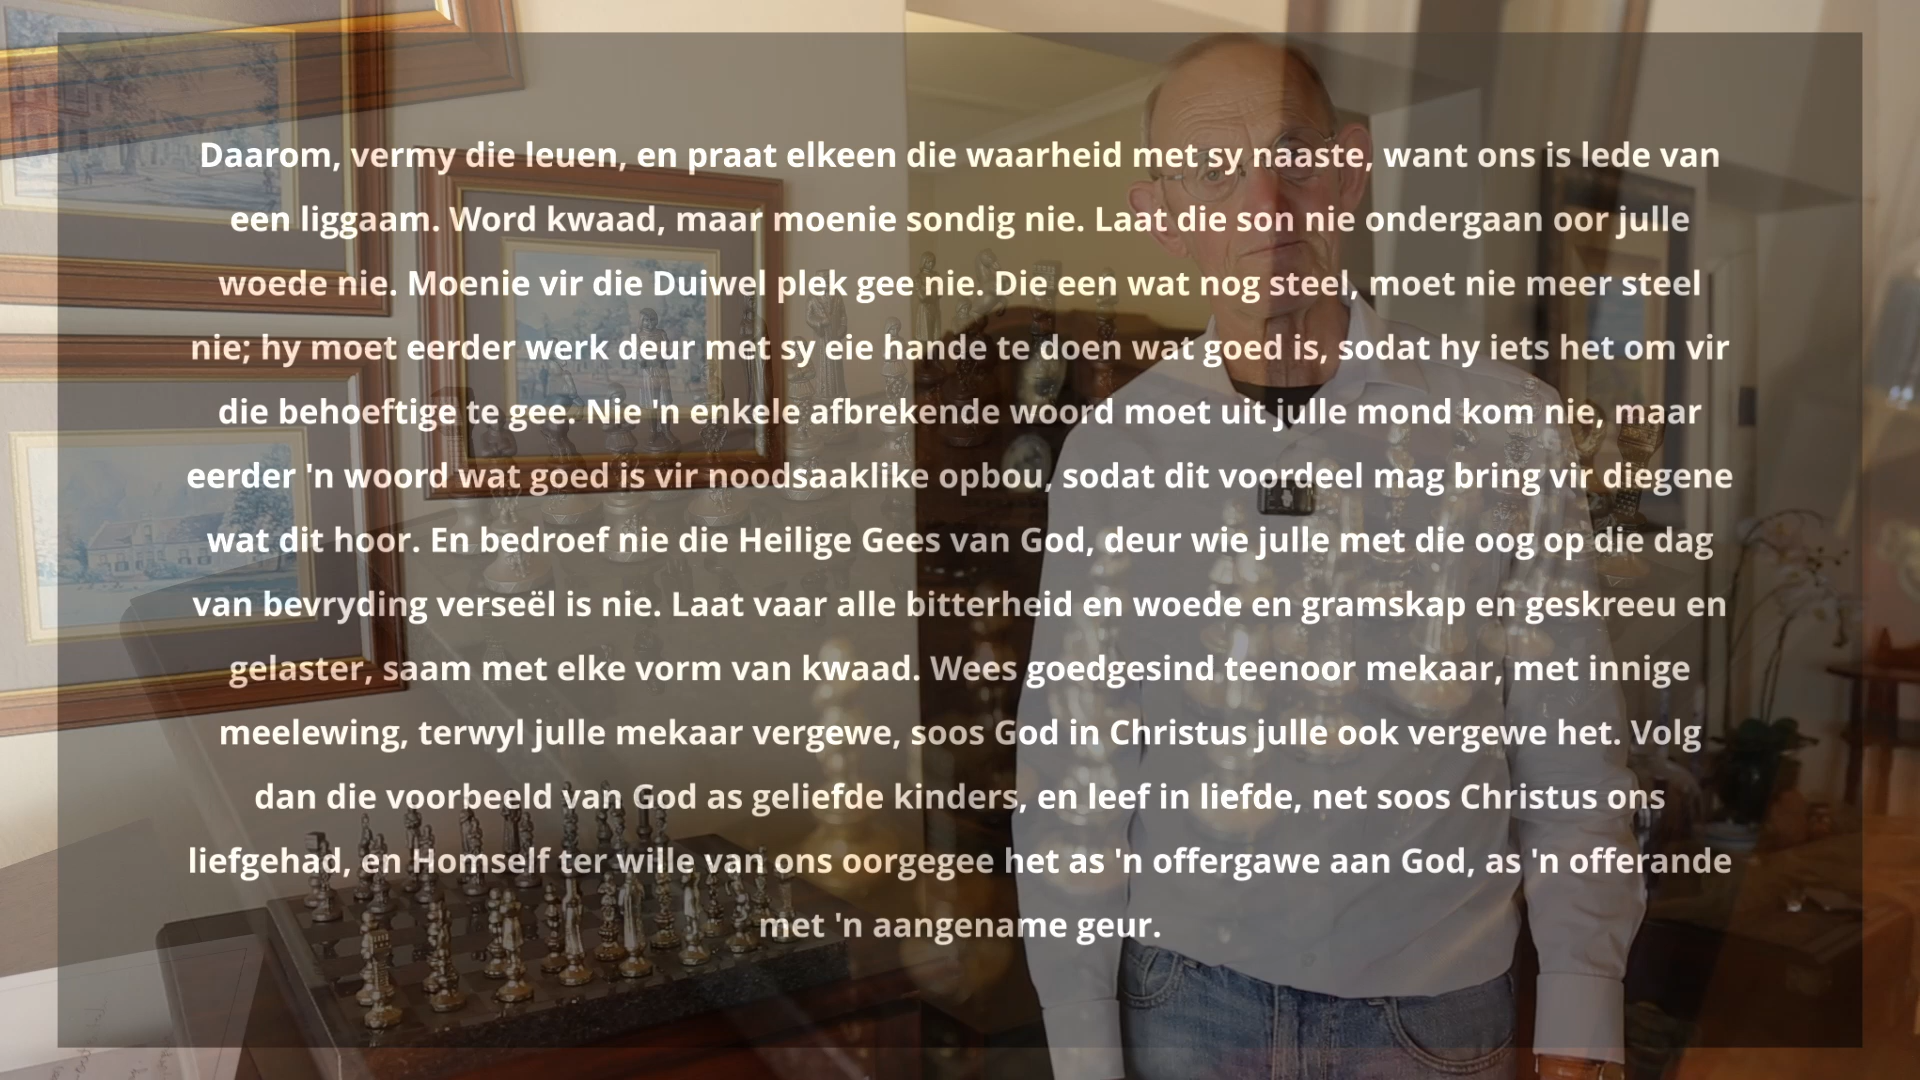 Daarom, vermy die leuen, en praat elkeen die waarheid met sy naaste, want ons is lede van
een liggaam. Word kwaad, maar moenie sondig nie. Laat die son nie ondergaan oor julle
woede nie. Moenie vir die Duiwel plek gee nie. Die een wat nog steel, moet nie meer steel
nie; hy moet eerder werk deur met sy eie hande te doen wat goed is, sodat hy iets het om vir
die behoeftige te gee. Nie 'n enkele afbrekende woord moet uit julle mond kom nie, maar
eerder 'n woord wat goed is vir noodsaaklike opbou, sodat dit voordeel mag bring vir diegene
wat dit hoor. En bedroef nie die Heilige Gees van God, deur wie julle met die oog op die dag
van bevryding verseël is nie. Laat vaar alle bitterheid en woede en gramskap en geskreeu en
gelaster, saam met elke vorm van kwaad. Wees goedgesind teenoor mekaar, met innige
meelewing, terwyl julle mekaar vergewe, soos God in Christus julle ook vergewe het. Volg
dan die voorbeeld van God as geliefde kinders, en leef in liefde, net soos Christus ons
liefgehad, en Homself ter wille van ons oorgegee het as 'n offergawe aan God, as 'n offerande
met 'n aangename geur.